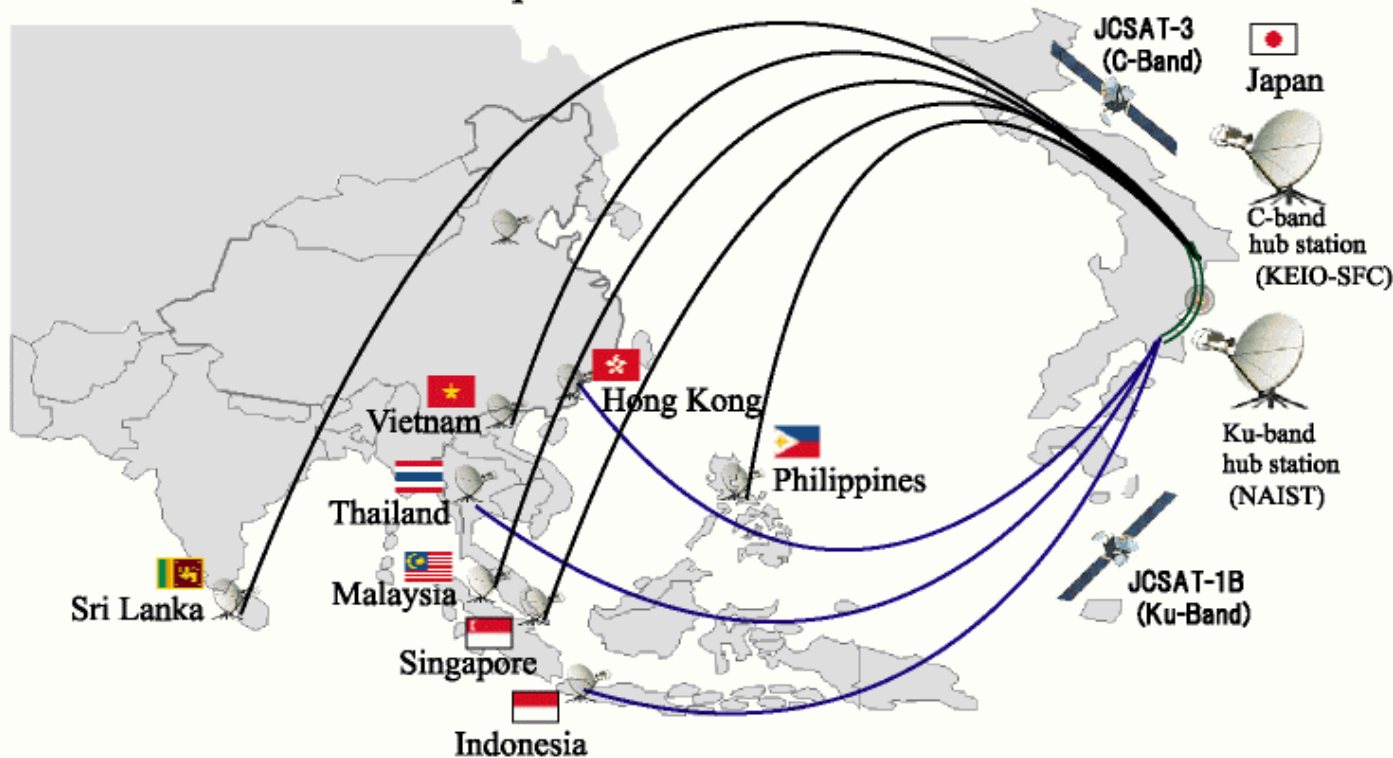 JCSAT-3
(C-Band)
Japan
C-band
hub station
(KEIO-SFC)
Hong Kong
Vietnam
Ku-band
hub station
(NAIST)
Philippines
Thailand
Malaysia
Sri Lanka
JCSAT-1B
(Ku-Band)
Singapore
Indonesia